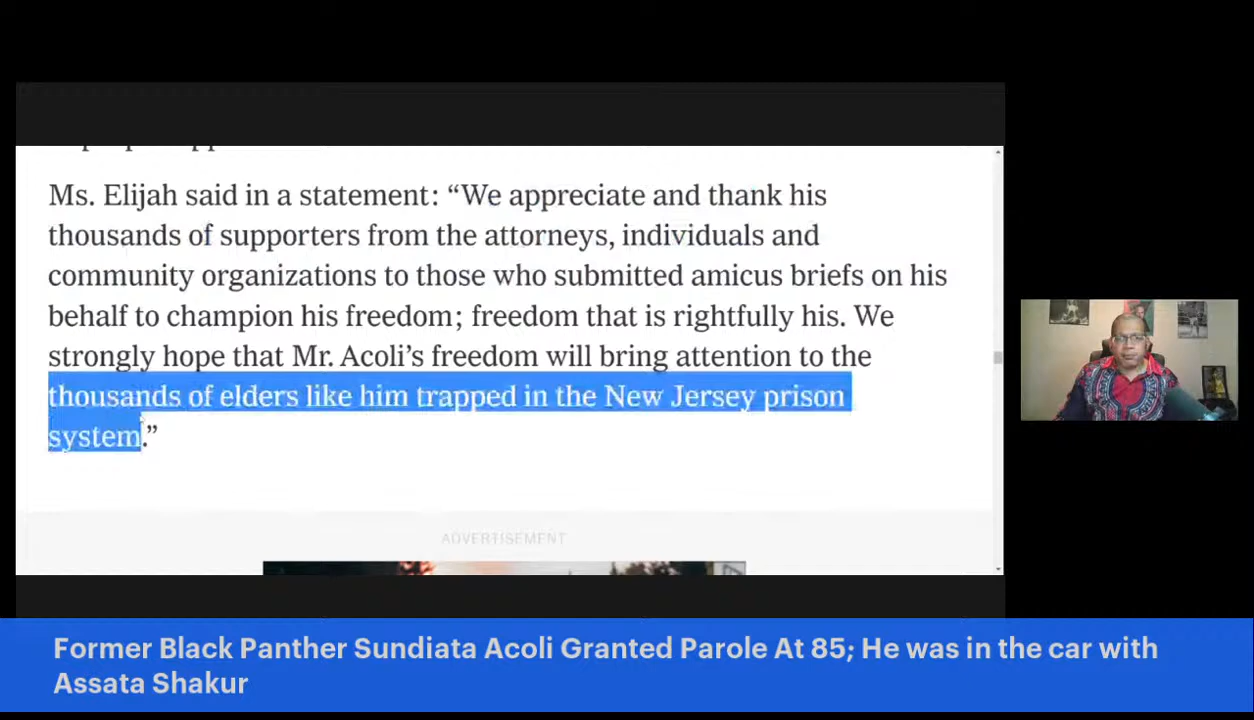 Ms. Elijah said in a statement: “We appreciate and thank his
thousands of supporters from the attorneys, individuals and
community organizations to those who submitted amicus briefs on his
behalf to champion his freedom; freedom that is rightfully his. We
strongly hope that Mr. Acoli’s freedom will bring attention to the
thousands of elders like him trapped in the New Jersey prison
system.”
ADVERTISEMENT
Former Black Panther Sundiata Acoli Granted Parole At 85; He was in the car with
Assata Shakur